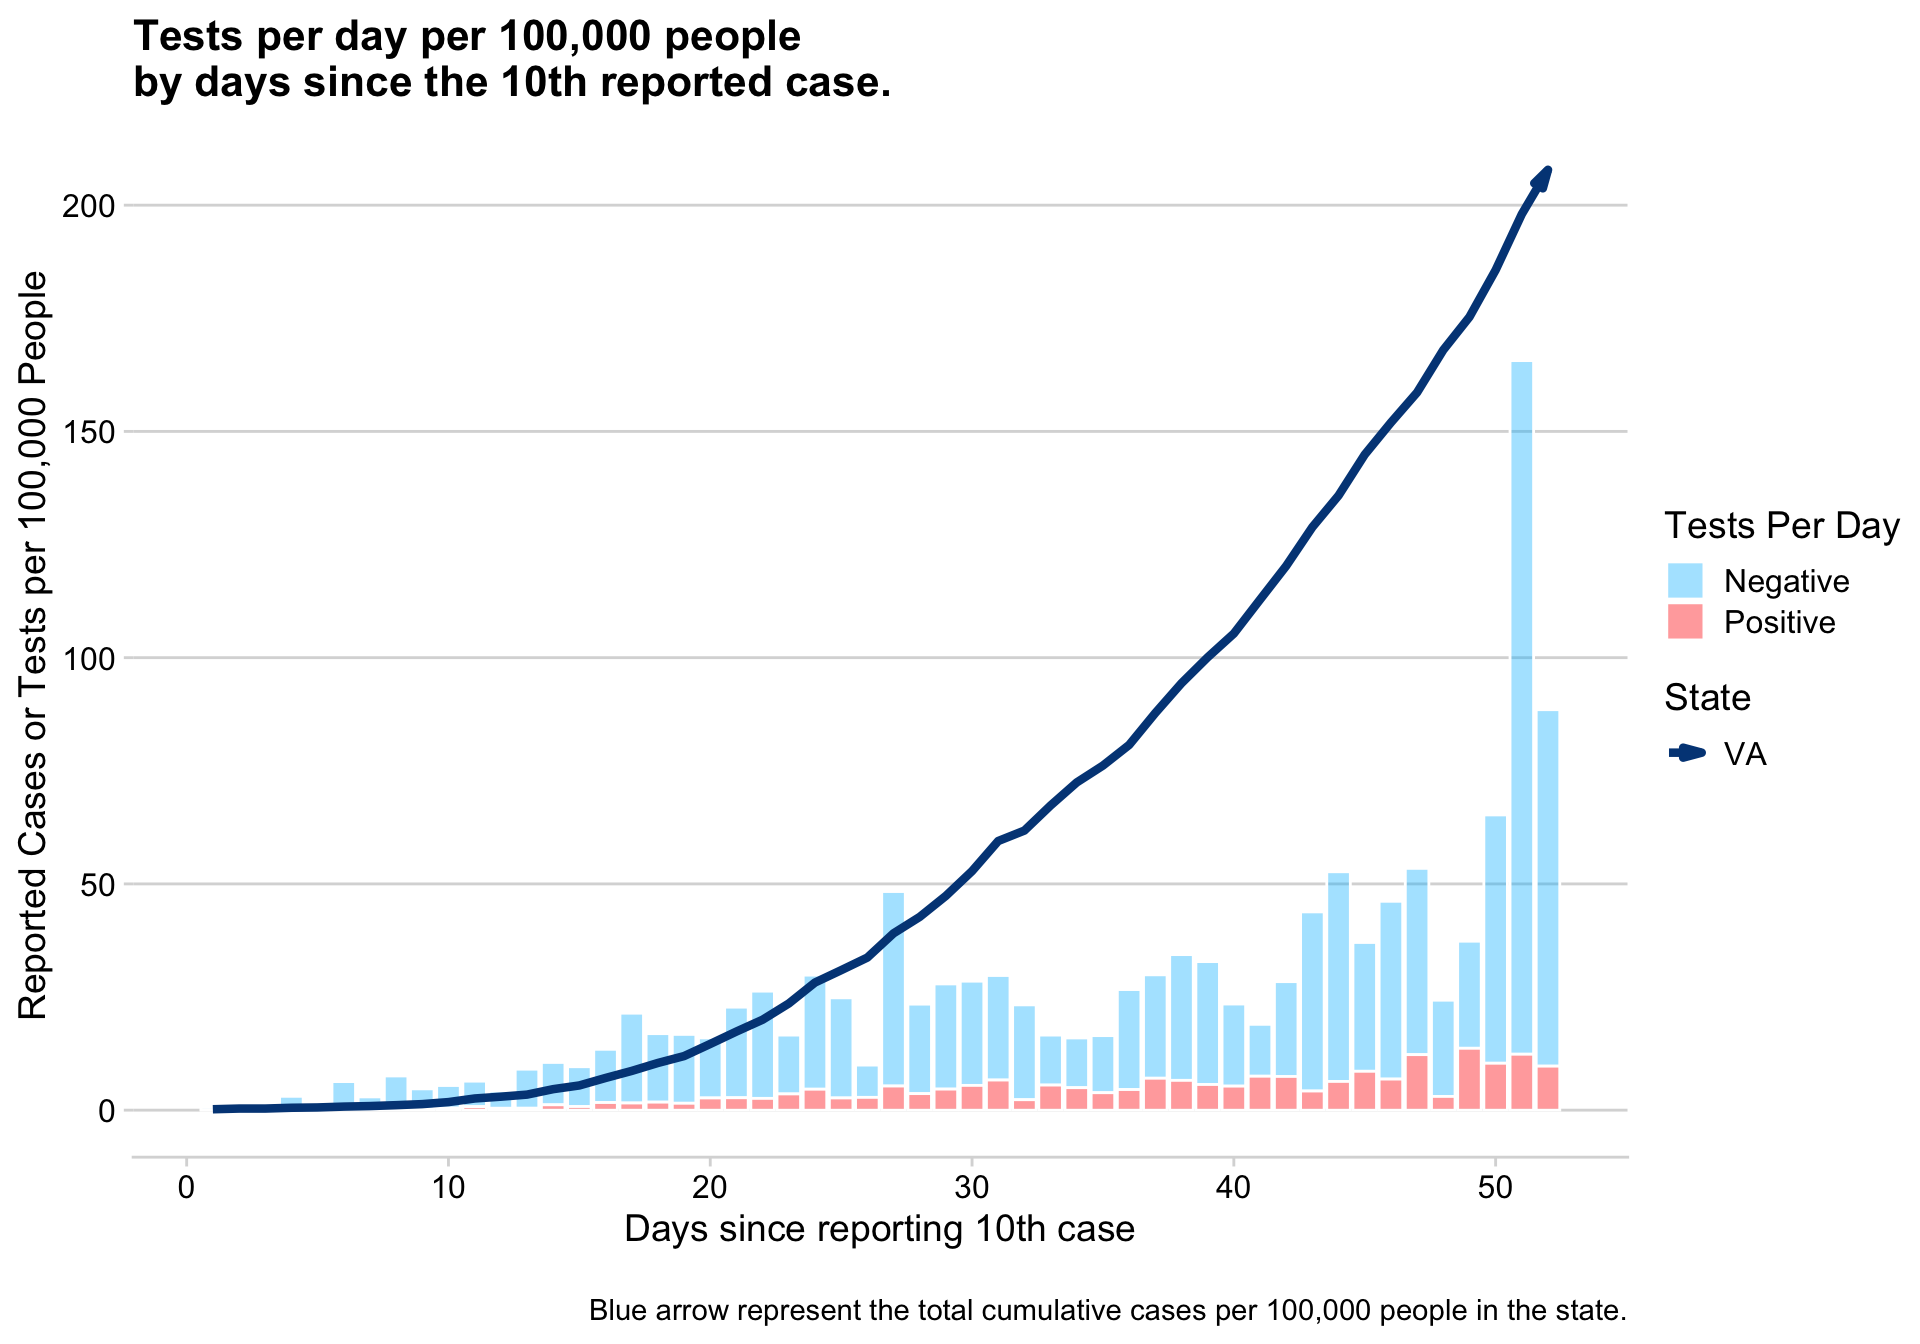 Tests per day per 100,000 people
by days since the 10th reported case.
Reported Cases or Tests per 100,000 People
200
150
100
50
0
0 10 20 30 40 50
Days since reporting 10th case
Tests Per Day
Negative
Positive
State
VA
Blue arrow represent the total cumulative cases per 100,000 people in the state.